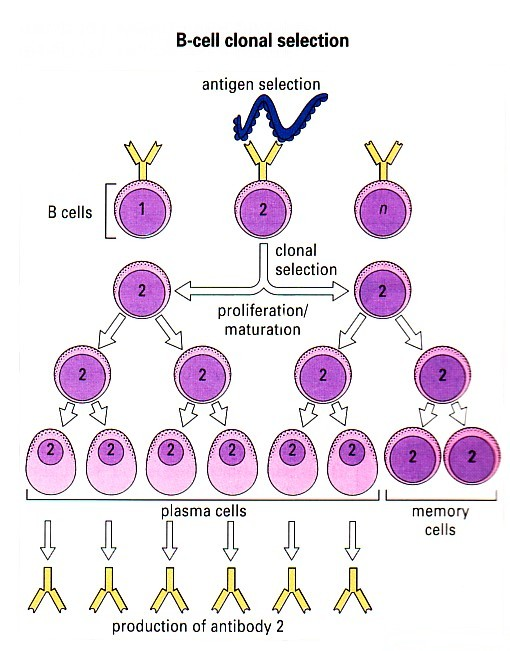 B-cell clonal selection
antigen selection
B cells
1
2
n
clonal
selection
2
2
proliferation/
maturation
2
2
2
2
2
2
2
2
2
2
2
2
plasma cells
memory
cells
production of antibody 2